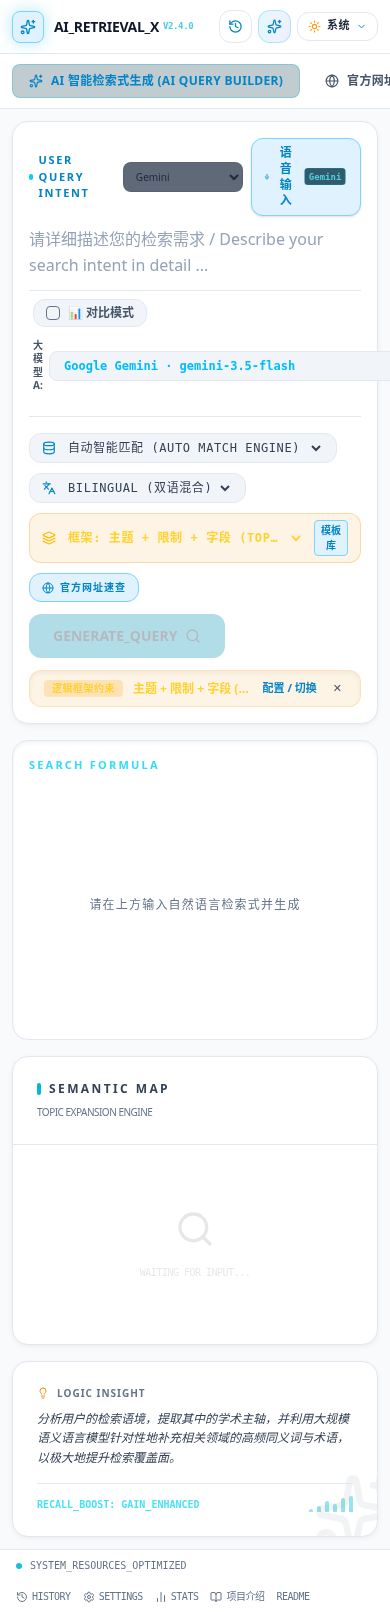 AI_RETRIEVAL_X V2.4.0 系统
AI 智能检索式生成 (AI QUERY BUILDER) 官方网
USER
QUERY
INTENT
Gemini
语
音
输
入
Gemini
请详细描述您的检索需求 / Describe your
search intent in detail ...
📊 对比模式
大
模
型
A:
Google Gemini · gemini-3.5-flash
自动智能匹配 (AUTO MATCH ENGINE)
BILINGUAL (双语混合)
框架: 主题 + 限制 + 字段 (TOP…
模板
库
官方网址速查
GENERATE_QUERY
逻辑框架约束 主题 + 限制 + 字段 (... 配置 / 切换 ✕
SEARCH FORMULA
请在上方输入自然语言检索式并生成
SEMANTIC MAP
TOPIC EXPANSION ENGINE
WAITING FOR INPUT...
LOGIC INSIGHT
分析用户的检索语境，提取其中的学术主轴，并利用大规模
语义语言模型针对性地补充相关领域的高频同义词与术语，
以极大地提升检索覆盖面。
RECALL_BOOST: GAIN_ENHANCED
SYSTEM_RESOURCES_OPTIMIZED
HISTORY SETTINGS STATS 项目介绍 README